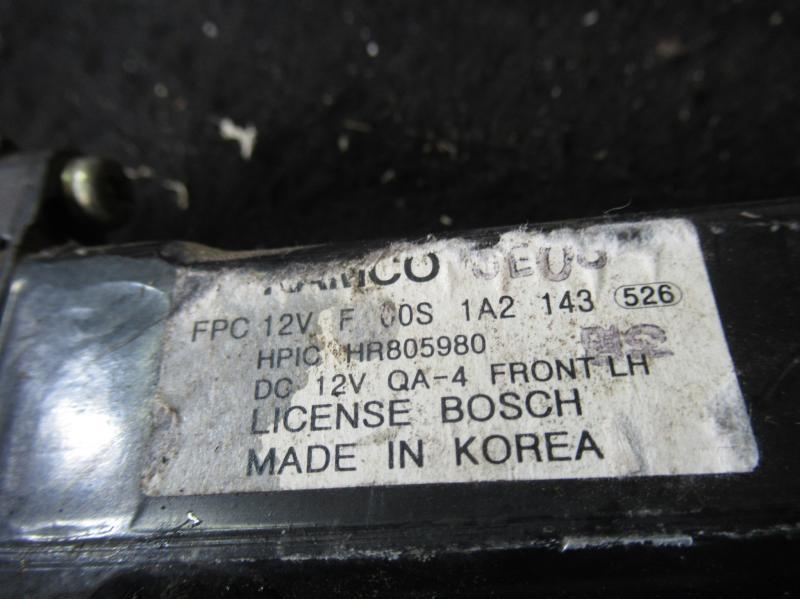 FPC 12V F 00S 1A2 143 526
HPIC HR805980
DC 12V QA-4 FRONT LH
LICENSE BOSCH
MADE IN KOREA